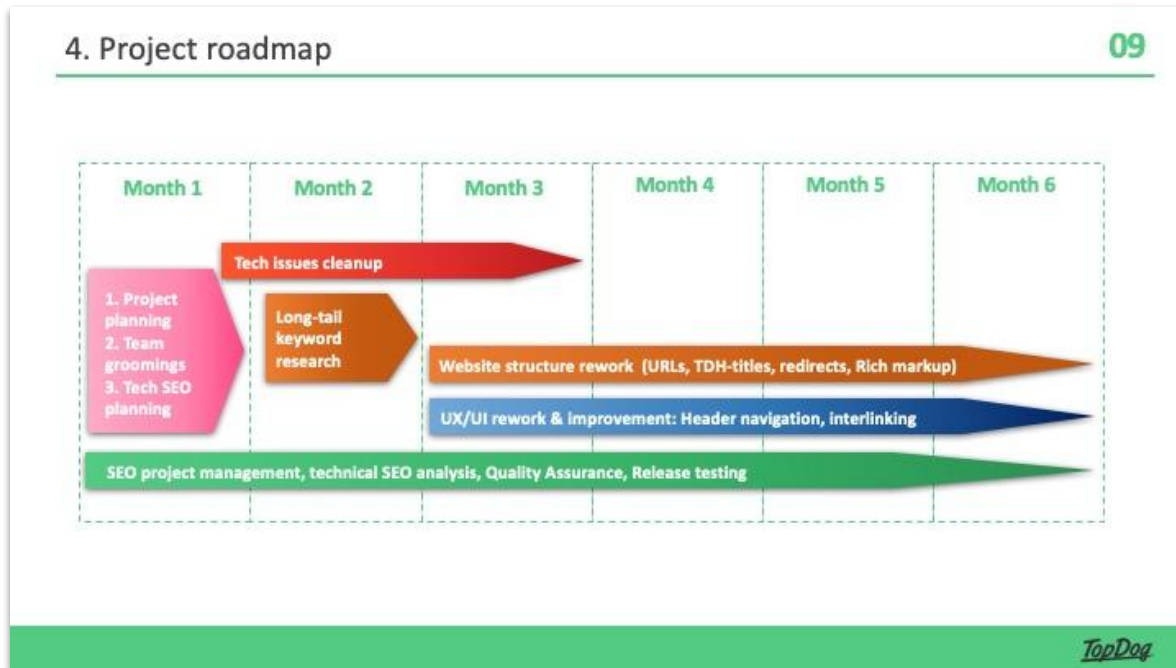 4. Project roadmap
09
Month 1
Month 2
Month 3
Month 4
Month 5
Month 6
Tech issues cleanup
1. Project
planning
2. Team
groomings
3. Tech SEO
planning
Long-tail
keyword
research
Website structure rework (URLs, TDH-titles, redirects, Rich markup)
UX/UI rework & improvement: Header navigation, interlinking
SEO project management, technical SEO analysis, Quality Assurance, Release testing
TopDog